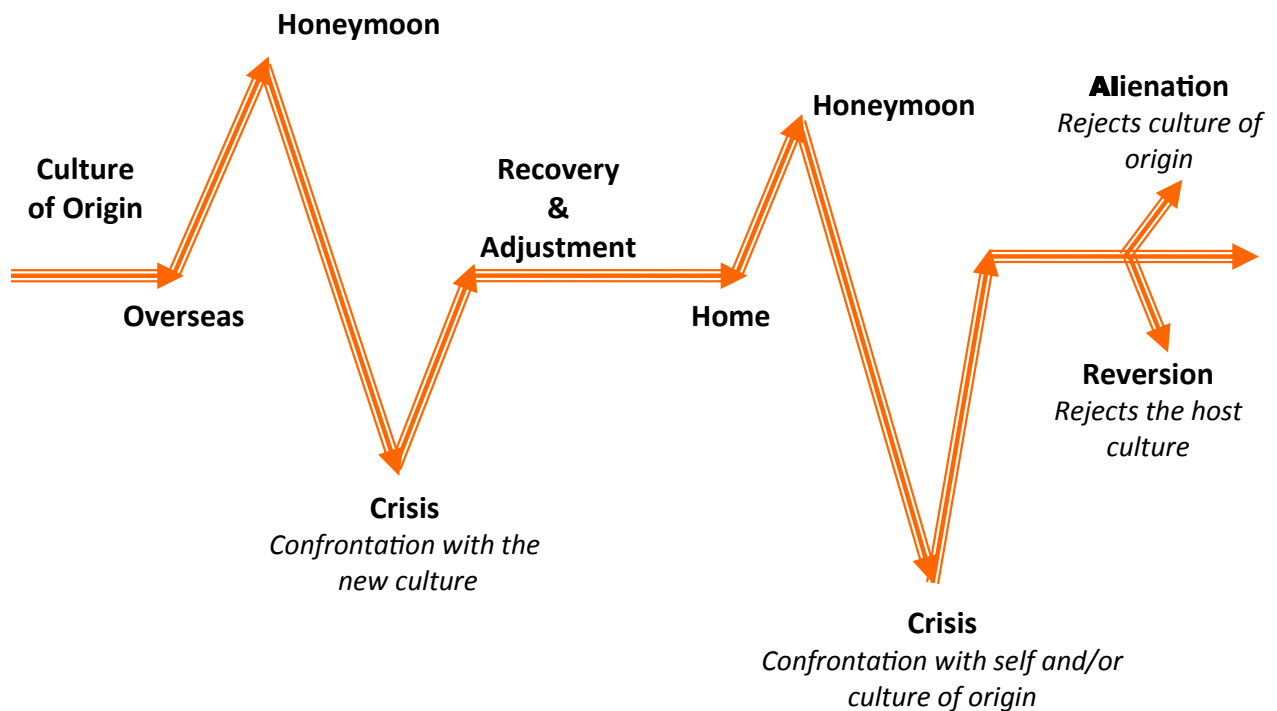 Honeymoon
Culture
of Origin
Overseas
Crisis
Confrontation with the
new culture
Recovery
&
Adjustment
Home
Honeymoon
Crisis
Confrontation with self and/or
culture of origin
Alienation
Rejects culture of
origin
Reversion
Rejects the host
culture